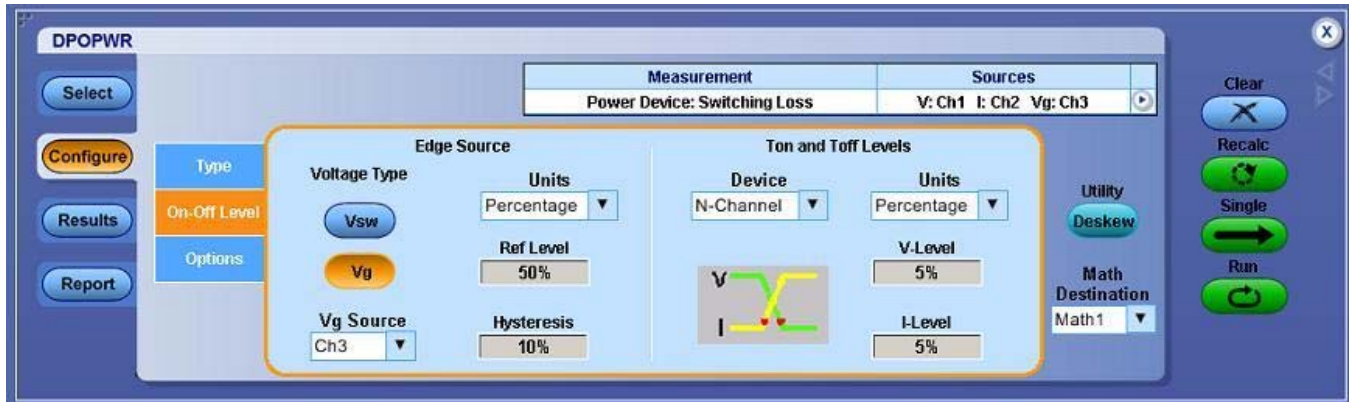 DPOPWR
Select
Configure
Results
Report
Measurement Sources
Power Device: Switching Loss V: Ch1 I: Ch2 Vg: Ch3
Type
On-Off Level
Options
Edge Source
Voltage Type
Vsw
Vg
Vg Source
Ch3
Units
Percentage
Ref Level
50%
Hysteresis
10%
Ton and Toff Levels
Device
N-Channel
V
I
Units
Percentage
V-Level
5%
I-Level
5%
Utility
Deskew
Math
Destination
Math1
X
Clear
Recalc
Single
Run